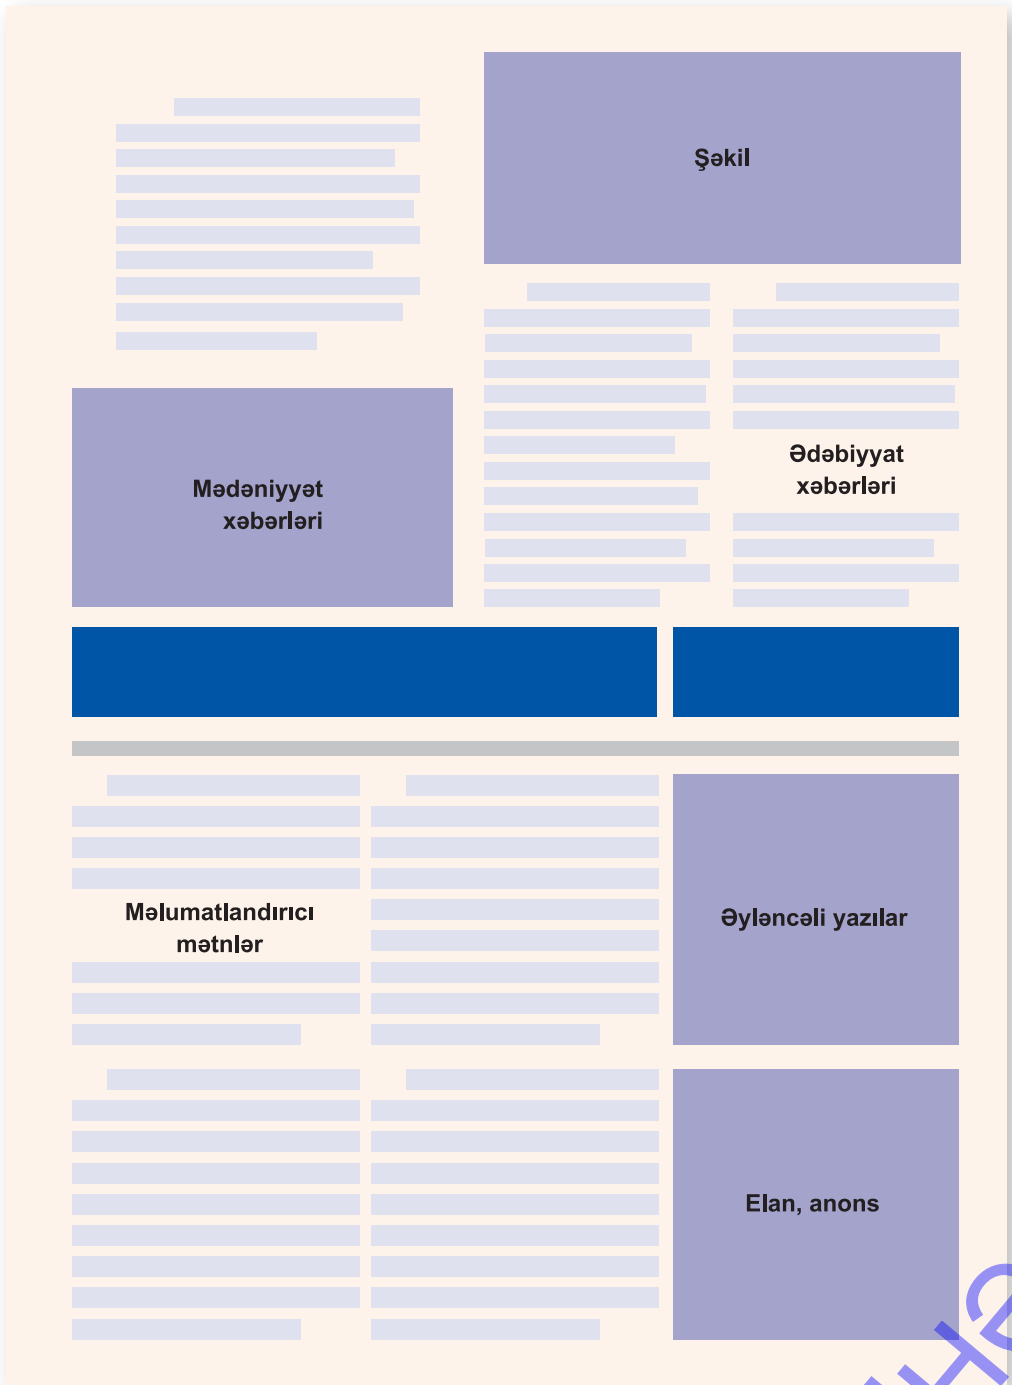 Şəkil
Mədəniyyət
xəbərləri
Ədəbiyyat
xəbərləri
Məlumatlandırıcı
mətnlər
Əyləncəli yazılar
Elan, anons